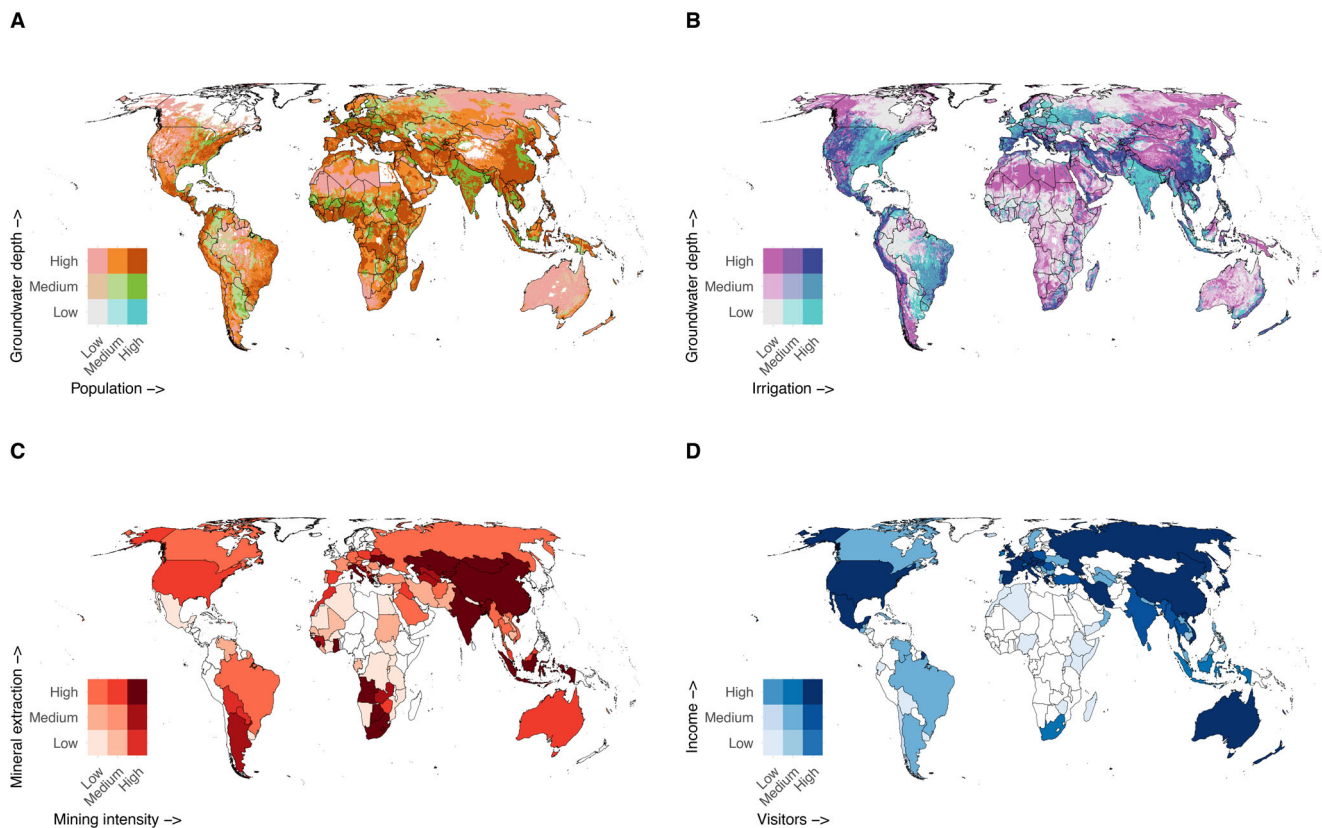 A
Groundwater depth –>
High
Medium
Low
Low
Medium
High
Population –>
B
Groundwater depth –>
High
Medium
Low
Low
Medium
High
Irrigation –>
C
Mineral extraction –>
High
Medium
Low
Low
Medium
High
Mining intensity –>
D
Income –>
High
Medium
Low
Low
Medium
High
Visitors –>